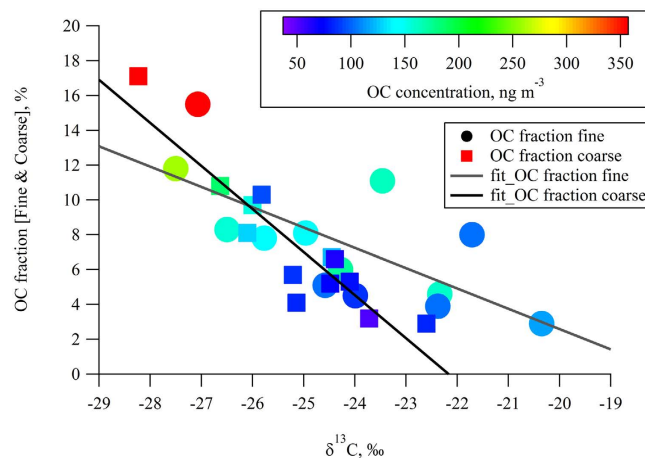 50 100 150 200 250 300 350
OC concentration, ng m⁻³
OC fraction fine
OC fraction coarse
fit_OC fraction fine
fit_OC fraction coarse
OC fraction [Fine & Coarse], %
20
18
16
14
12
10
8
6
4
2
0
-29 -28 -27 -26 -25 -24 -23 -22 -21 -20 -19
δ¹³C, ‰